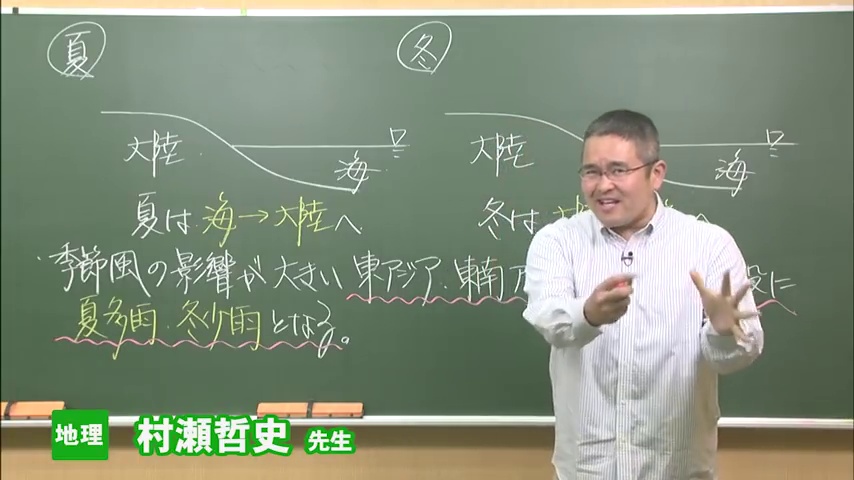 夏
冬
大陸
海
大陸
海
夏は 海→大陸へ
冬は
季節風の影響が大きい東アジア・東南ア
に
夏多雨・冬少雨となる。
地理 村瀬哲史 先生